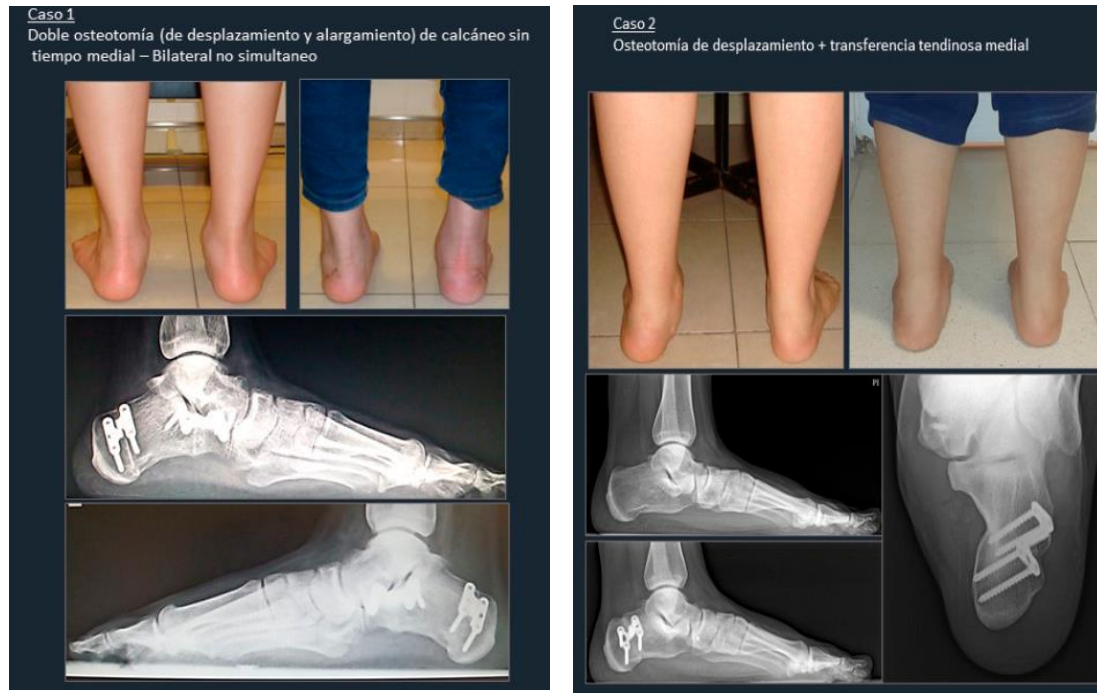 Caso 1
Doble osteotomía (de desplazamiento y alargamiento) de calcáneo sin
tiempo medial – Bilateral no simultaneo
Caso 2
Osteotomía de desplazamiento + transferencia tendinosa medial